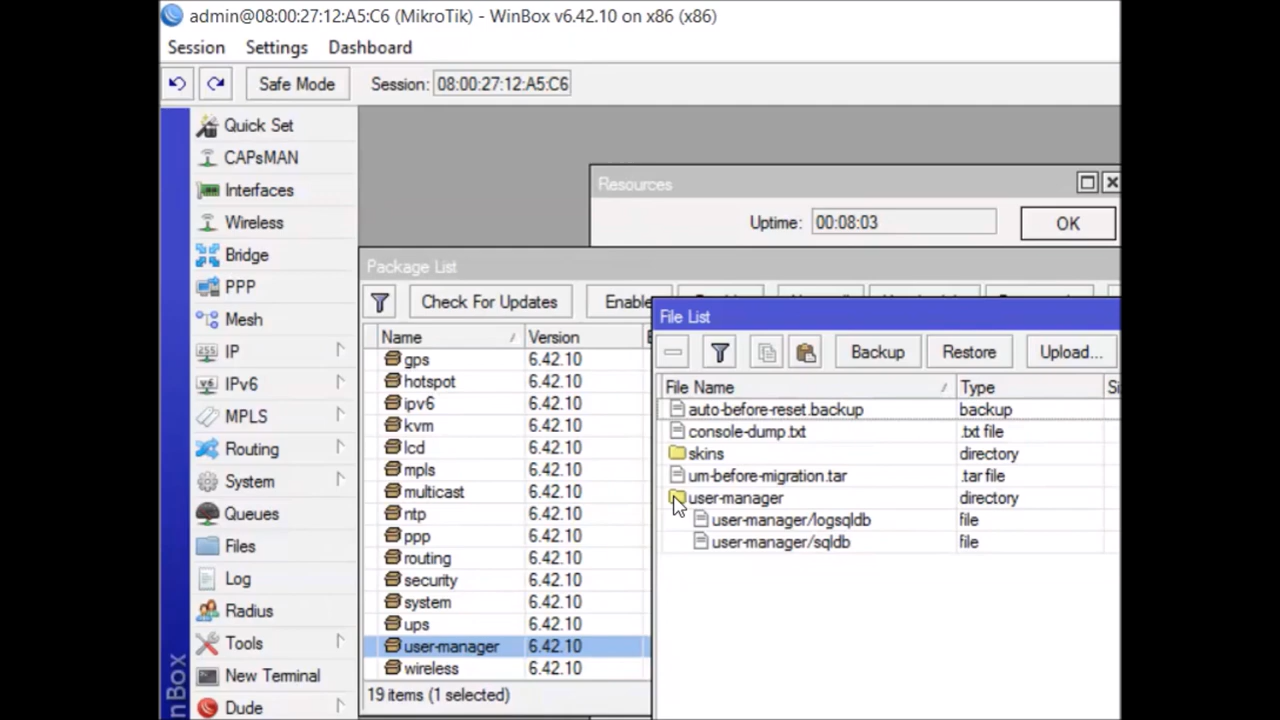 admin@08:00:27:12:A5:C6 (MikroTik) - WinBox v6.42.10 on x86 (x86)
Session Settings Dashboard
Safe Mode Session: 08:00:27:12:A5:C6
Quick Set
CAPsMAN
Interfaces
Wireless
Bridge
PPP
Mesh
IP
IPv6
MPLS
Routing
System
Queues
Files
Log
Radius
Tools
New Terminal
Dude
nBox
Resources
Uptime: 00:08:03 OK
Package List
Check For Updates Enable
Name Version
gps 6.42.10
hotspot 6.42.10
ipv6 6.42.10
kvm 6.42.10
lcd 6.42.10
mpls 6.42.10
multicast 6.42.10
ntp 6.42.10
ppp 6.42.10
routing 6.42.10
security 6.42.10
system 6.42.10
ups 6.42.10
user-manager 6.42.10
wireless 6.42.10
19 items (1 selected)
File List
Backup Restore Upload...
File Name Type Si
auto-before-reset.backup backup
console-dump.txt .txt file
skins directory
um-before-migration.tar .tar file
user-manager directory
user-manager/logsqldb file
user-manager/sqldb file